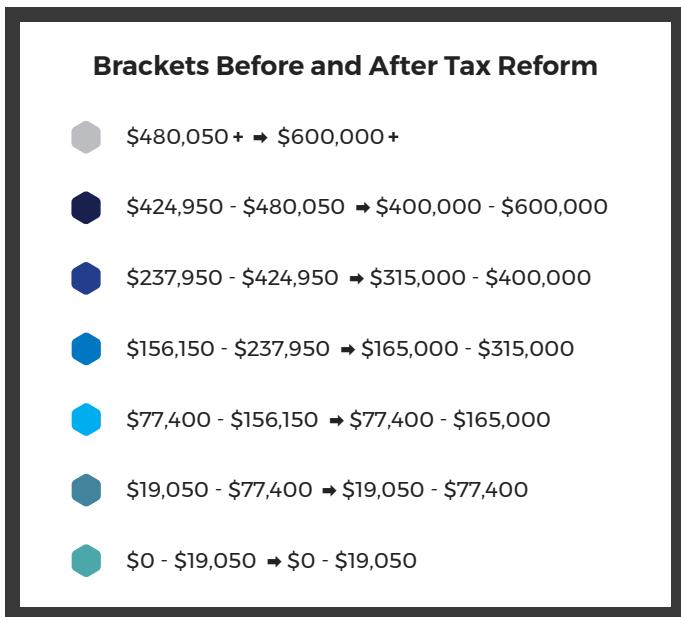 Brackets Before and After Tax Reform
$480,050+ ➡ $600,000+
$424,950 - $480,050 ➡ $400,000 - $600,000
$237,950 - $424,950 ➡ $315,000 - $400,000
$156,150 - $237,950 ➡ $165,000 - $315,000
$77,400 - $156,150 ➡ $77,400 - $165,000
$19,050 - $77,400 ➡ $19,050 - $77,400
$0 - $19,050 ➡ $0 - $19,050